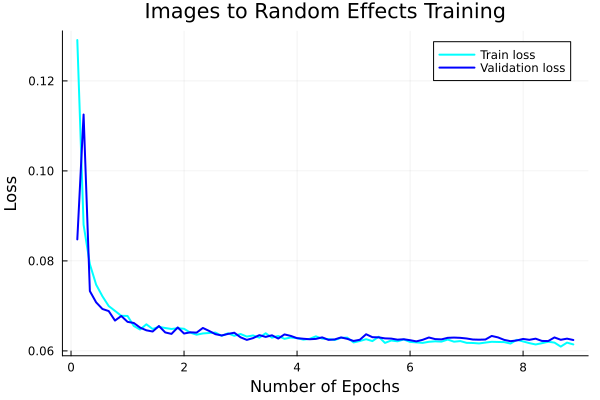 Images to Random Effects Training
Train loss
Validation loss
0.12
0.10
0.08
0.06
Loss
0
2
4
6
8
Number of Epochs